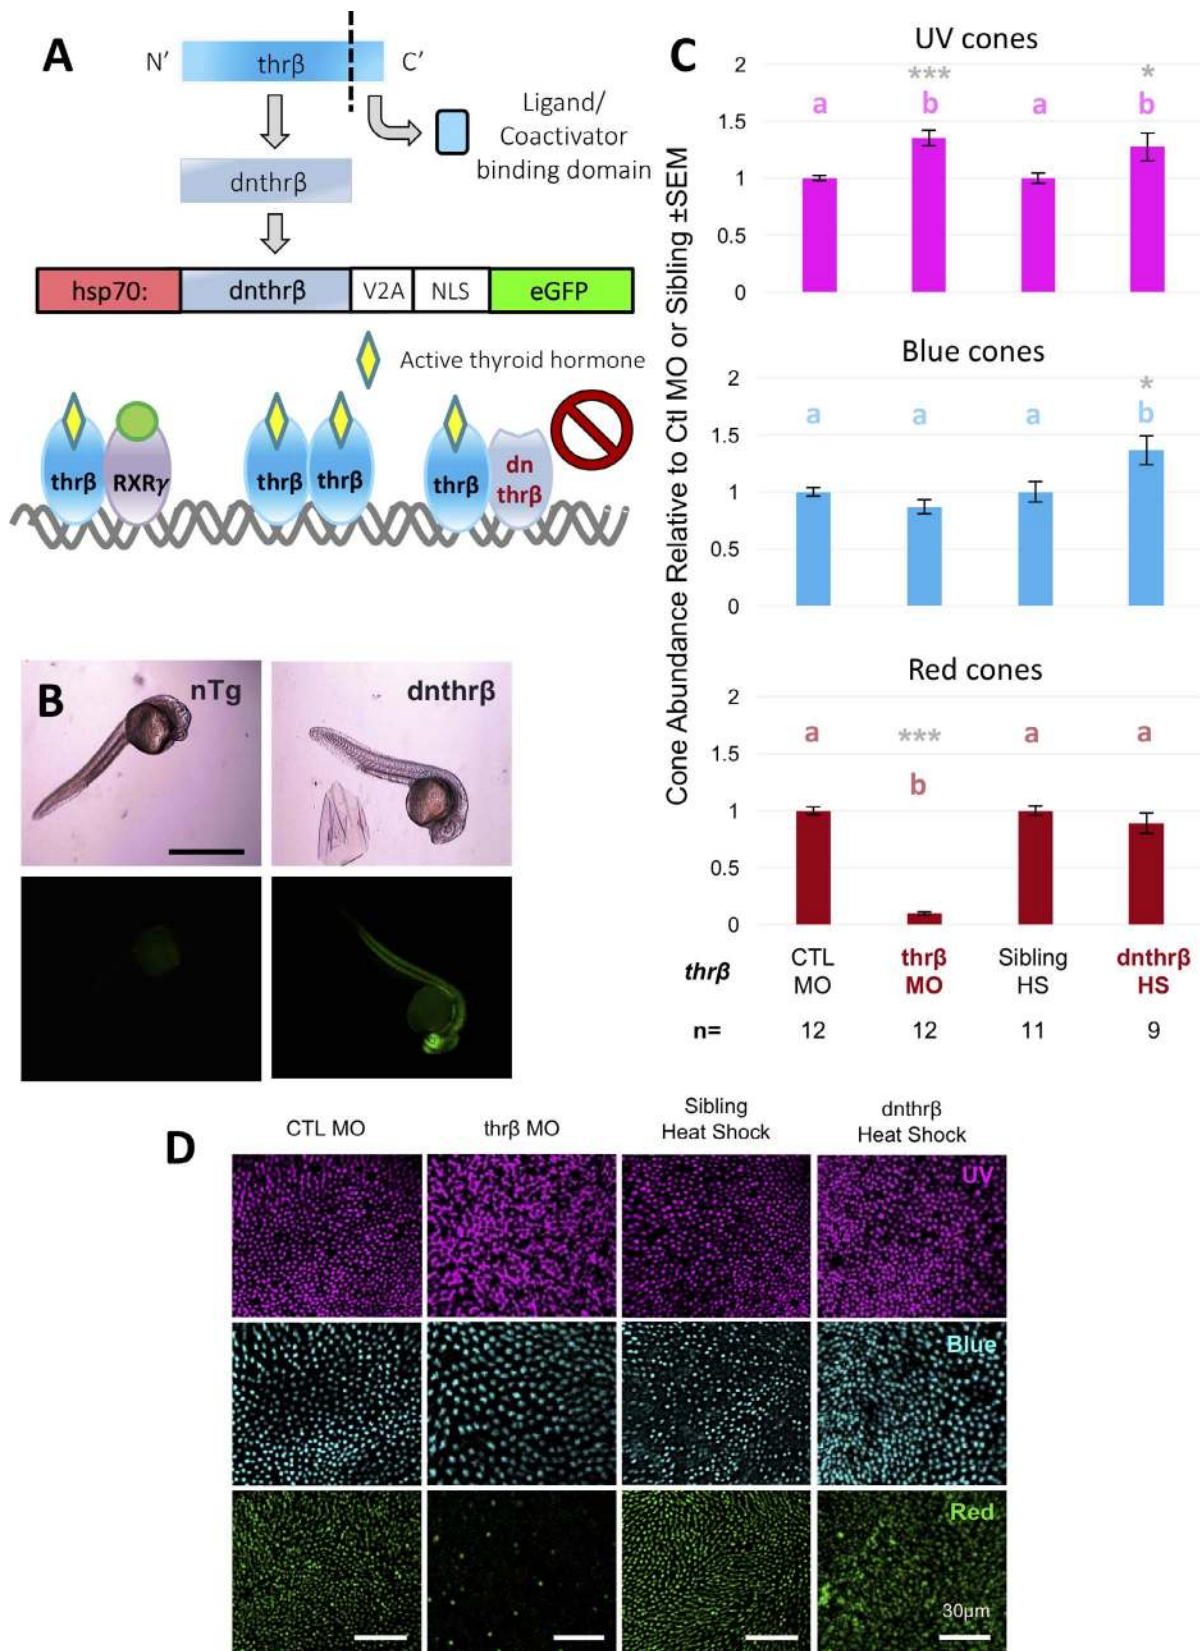 A
N'
thrβ
C'
Ligand/
Coactivator
binding domain
dnthrβ
hsp70:
dnthrβ
V2A
NLS
eGFP
Active thyroid hormone
thrβ
RXRγ
thrβ
thrβ
thrβ
dn
thrβ
B
nTg
dnthrβ
C
Cone Abundance Relative to Ctl MO or Sibling ±SEM
UV cones
2
1.5
1
0.5
0
a
***
b
a
*
b
Blue cones
2
1.5
1
0.5
0
a
a
a
*
b
Red cones
2
1.5
1
0.5
0
a
***
b
a
a
thrβ
CTL
MO
thrβ
MO
Sibling
HS
dnthrβ
HS
n=
12
12
11
9
D
CTL MO
thrβ MO
Sibling
Heat Shock
dnthrβ
Heat Shock
UV
Blue
Red
30μm